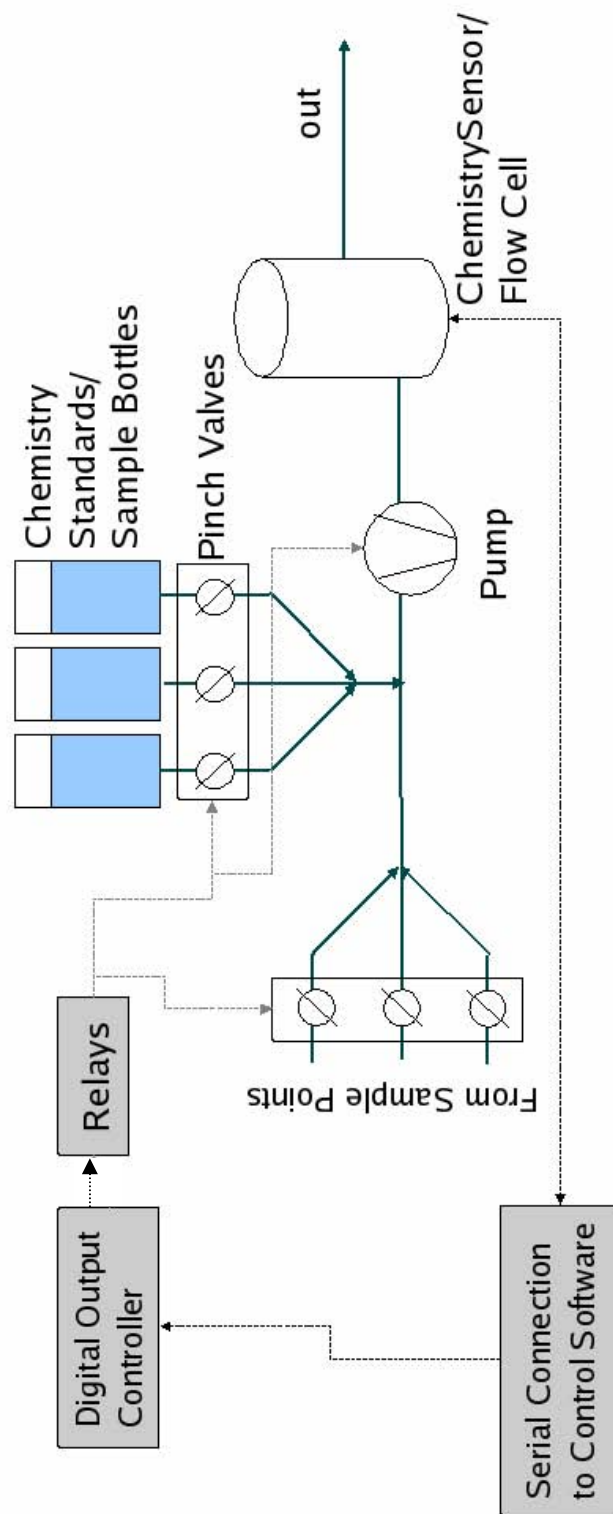 Chemistry
Standards/
Sample Bottles
Pinch Valves
out
Relays
Digital Output
Controller
From Sample Points
Pump
ChemistrySensor/
Flow Cell
Serial Connection
to Control Software